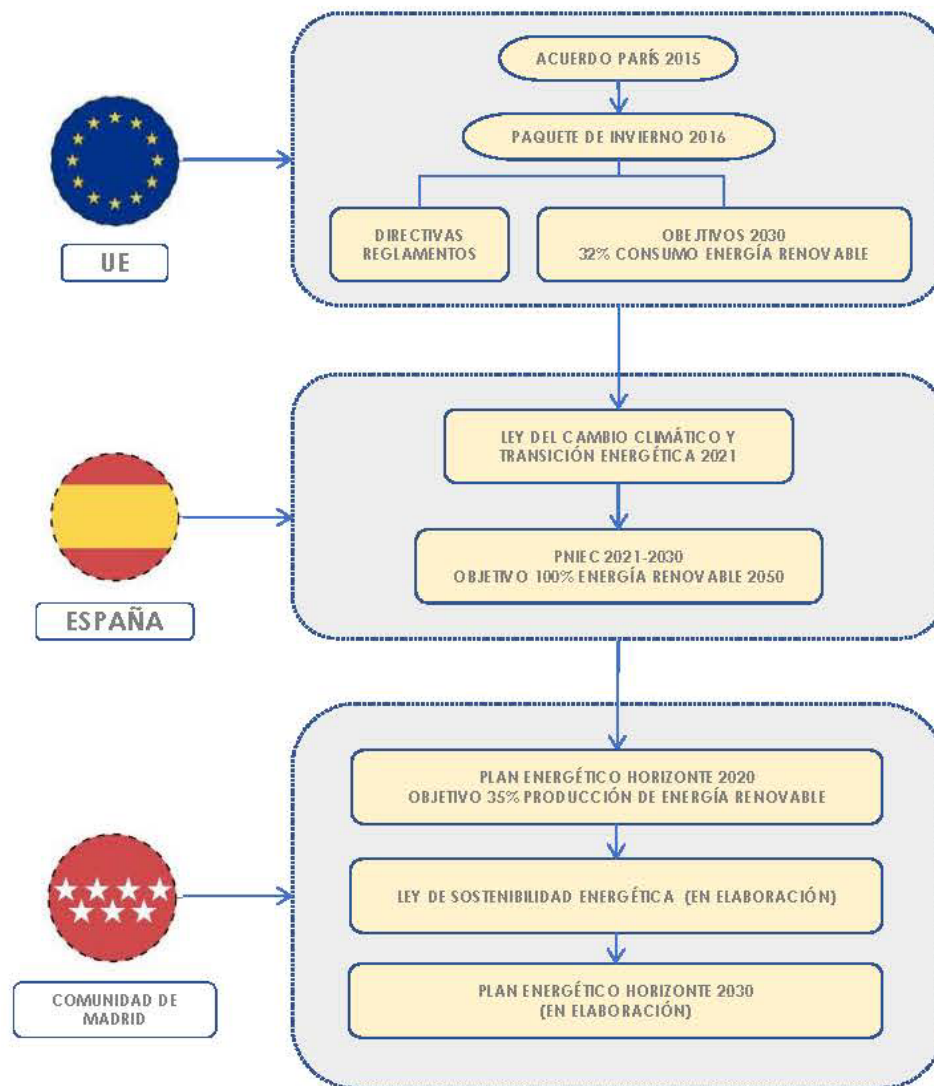 ACUERDO PARÍS 2015
PAQUETE DE INVIERNO 2016
DIRECTIVAS
REGLAMENTOS
OBEJTIVOS 2030
32% CONSUMO ENERGÍA RENOVABLE
UE
LEY DEL CAMBIO CLIMÁTICO Y
TRANSICIÓN ENERGÉTICA 2021
PNIEC 2021-2030
OBJETIVO 100% ENERGÍA RENOVABLE 2050
ESPAÑA
PLAN ENERGÉTICO HORIZONTE 2020
OBJETIVO 35% PRODUCCIÓN DE ENERGÍA RENOVABLE
LEY DE SOSTENIBILIDAD ENERGÉTICA (EN ELABORACIÓN)
PLAN ENERGÉTICO HORIZONTE 2030
(EN ELABORACIÓN)
COMUNIDAD DE
MADRID